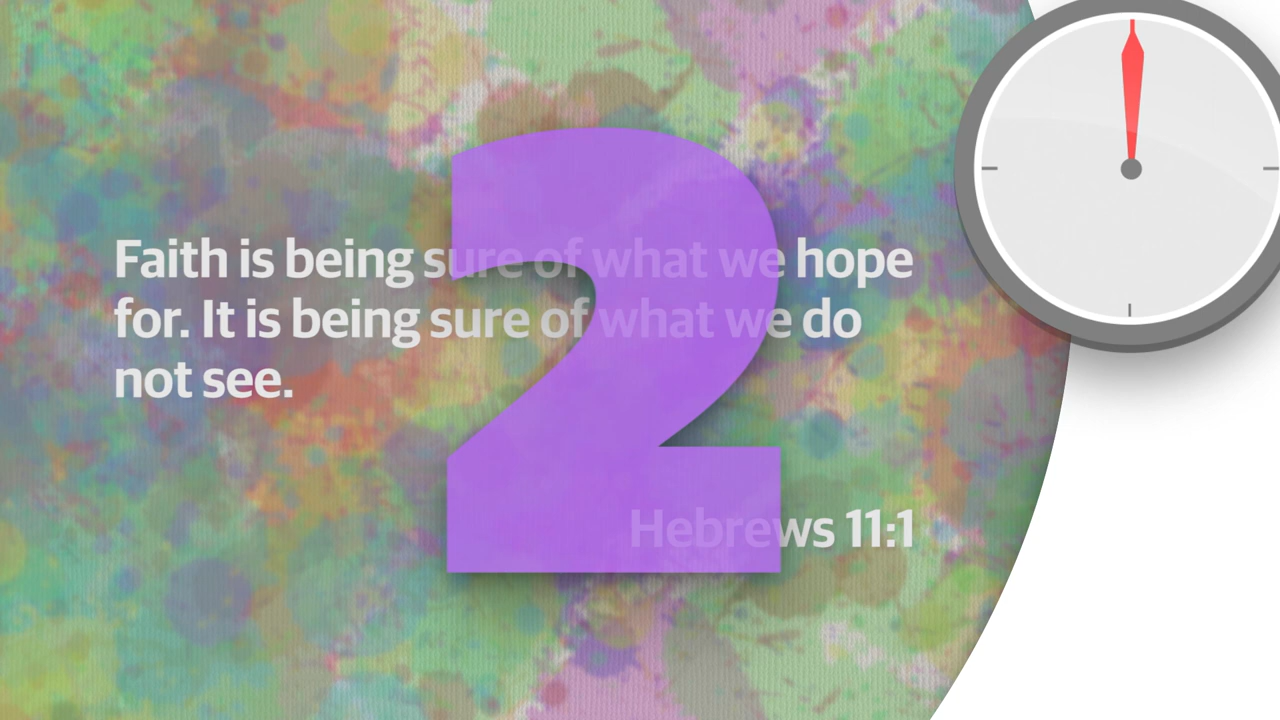 Faith is being sure of what we hope
for. It is being sure of what we do
not see.
2
Hebrews 11:1